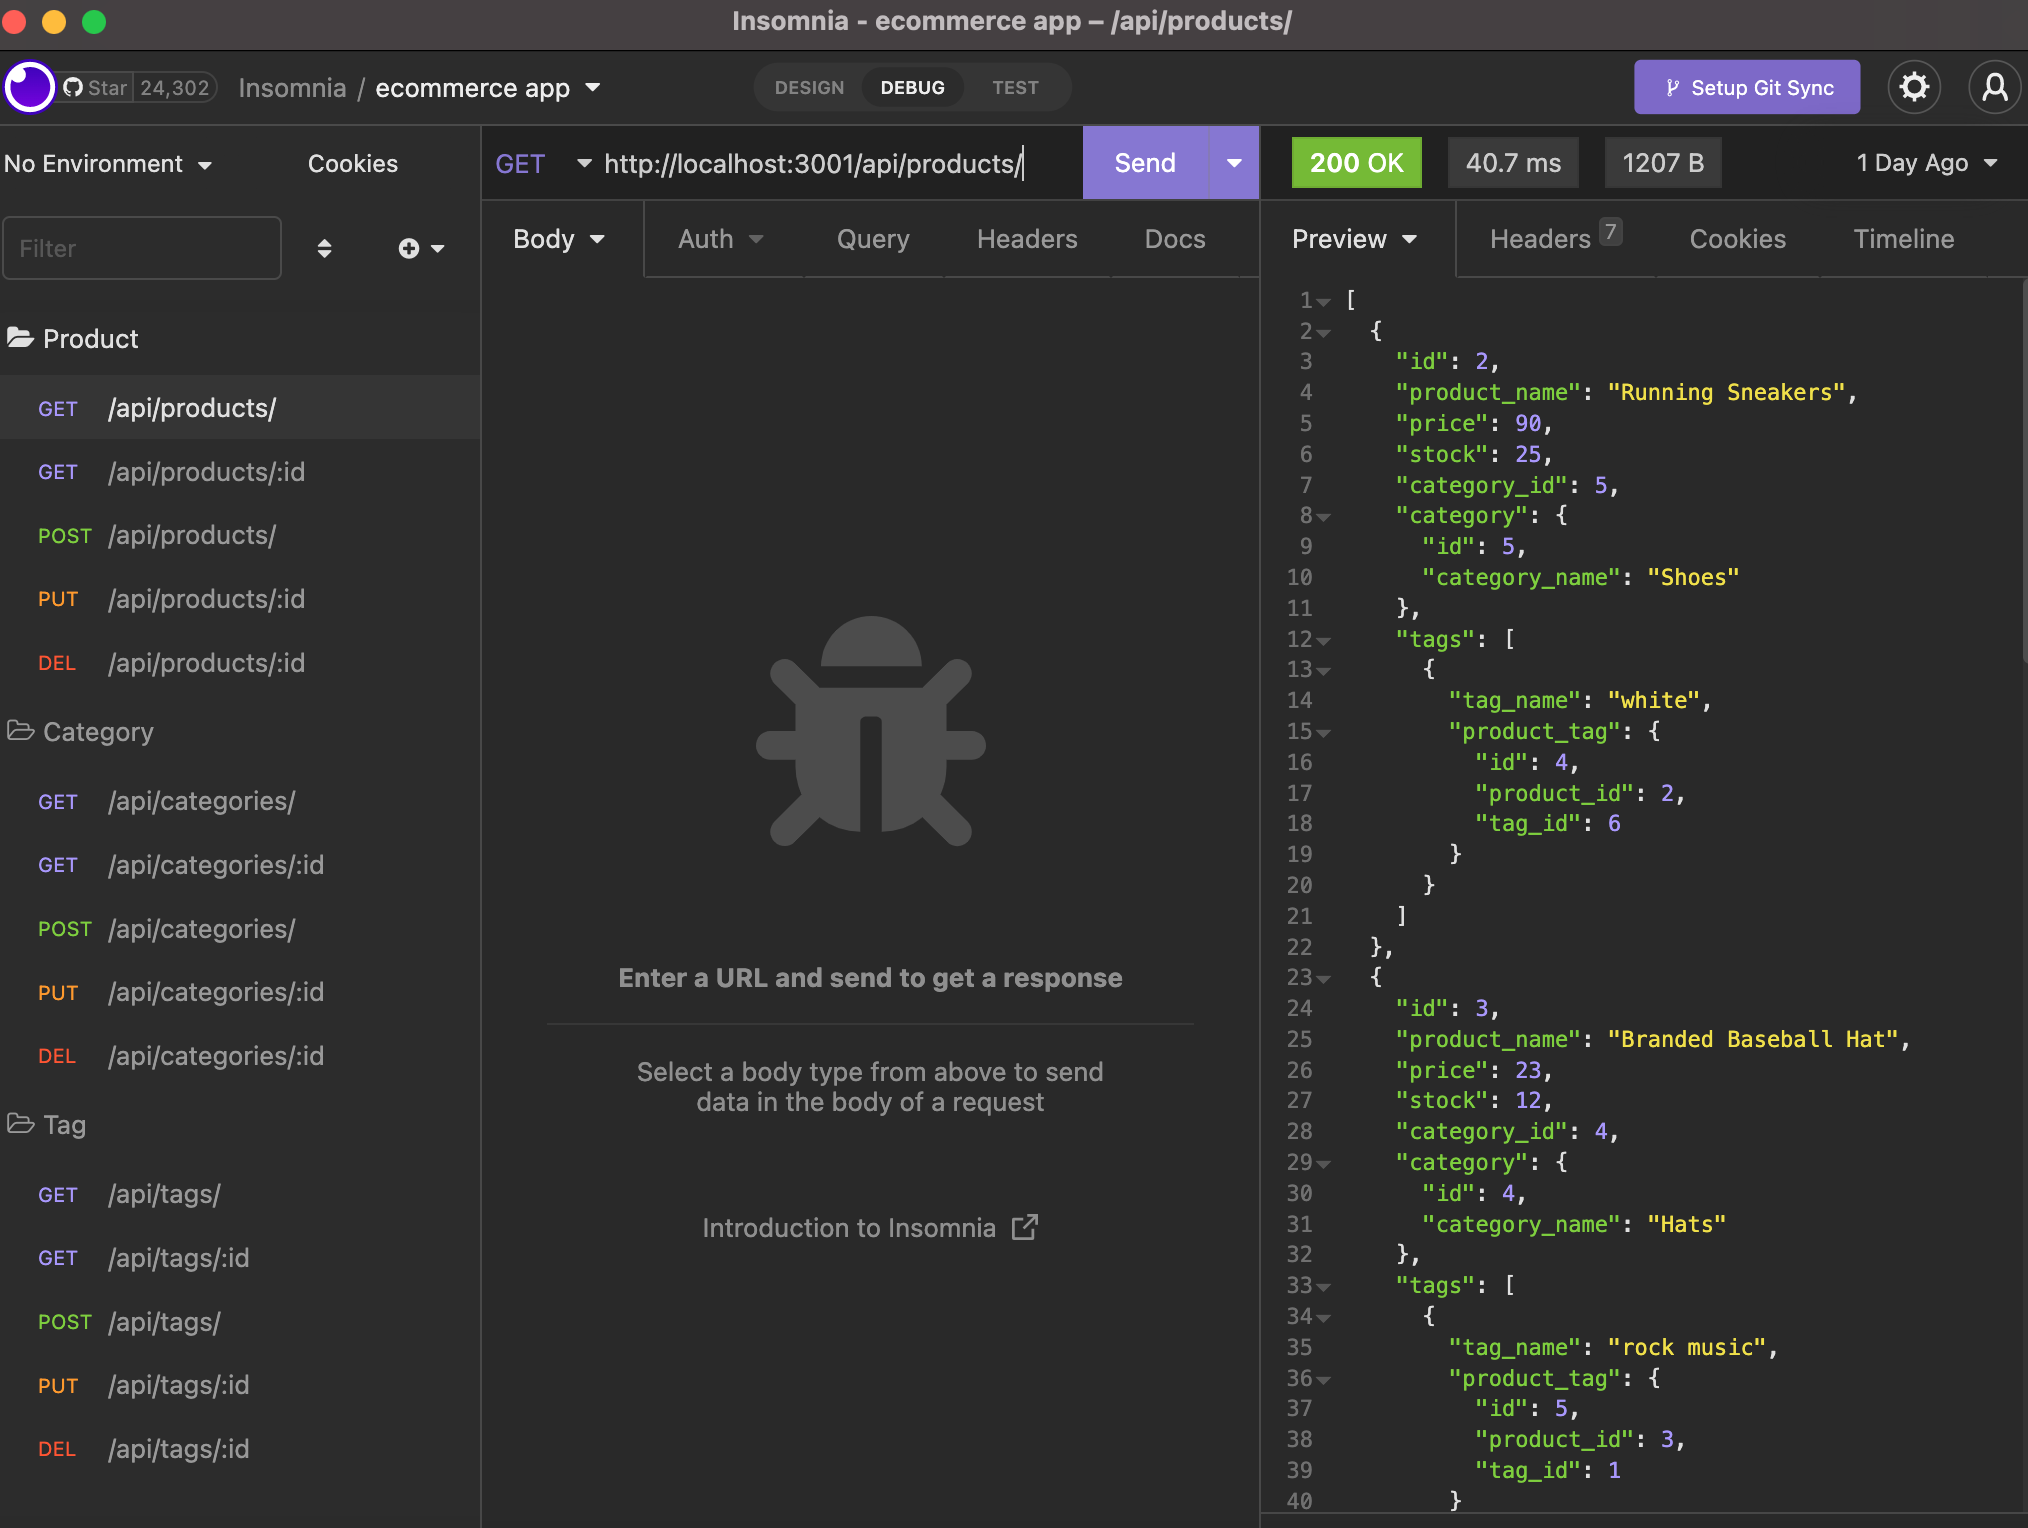 Insomnia - ecommerce app – /api/products/
Star 24,302
Insomnia / ecommerce app
DESIGN DEBUG TEST
Setup Git Sync
No Environment
Cookies
Filter
Product
GET /api/products/
GET /api/products/:id
POST /api/products/
PUT /api/products/:id
DEL /api/products/:id
Category
GET /api/categories/
GET /api/categories/:id
POST /api/categories/
PUT /api/categories/:id
DEL /api/categories/:id
Tag
GET /api/tags/
GET /api/tags/:id
POST /api/tags/
PUT /api/tags/:id
DEL /api/tags/:id
GET http://localhost:3001/api/products/ Send
Body Auth Query Headers Docs
Enter a URL and send to get a response
Select a body type from above to send
data in the body of a request
Introduction to Insomnia
200 OK 40.7 ms 1207 B 1 Day Ago
Preview Headers 7 Cookies Timeline
1 [
2 {
3 "id": 2,
4 "product_name": "Running Sneakers",
5 "price": 90,
6 "stock": 25,
7 "category_id": 5,
8 "category": {
9 "id": 5,
10 "category_name": "Shoes"
11 },
12 "tags": [
13 {
14 "tag_name": "white",
15 "product_tag": {
16 "id": 4,
17 "product_id": 2,
18 "tag_id": 6
19 }
20 }
21 ]
22 },
23 {
24 "id": 3,
25 "product_name": "Branded Baseball Hat",
26 "price": 23,
27 "stock": 12,
28 "category_id": 4,
29 "category": {
30 "id": 4,
31 "category_name": "Hats"
32 },
33 "tags": [
34 {
35 "tag_name": "rock music",
36 "product_tag": {
37 "id": 5,
38 "product_id": 3,
39 "tag_id": 1
40 }